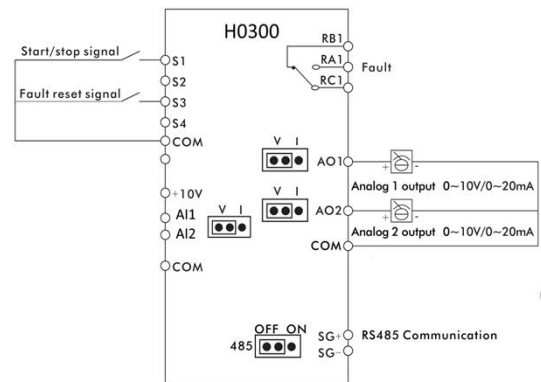 H0300
Start/stop signal
S1
S2
Fault reset signal
S3
S4
COM
+10V
AI1
AI2
COM
V I
RB1
RA1
RC1
Fault
V I
AO1
+ -
Analog 1 output 0~10V/0~20mA
V I
AO2
+ -
Analog 2 output 0~10V/0~20mA
COM
OFF ON
485
SG+
SG-
RS485 Communication